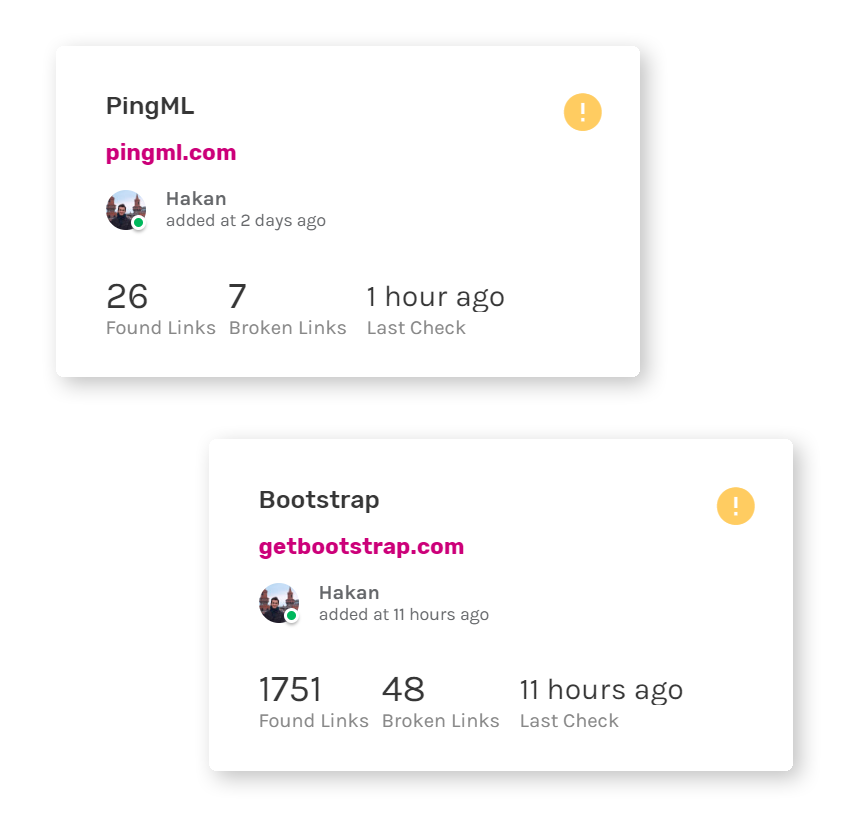 PingML
!
pingml.com
Hakan
added at 2 days ago
26 7 1 hour ago
Found Links Broken Links Last Check
Bootstrap
!
getbootstrap.com
Hakan
added at 11 hours ago
1751 48 11 hours ago
Found Links Broken Links Last Check